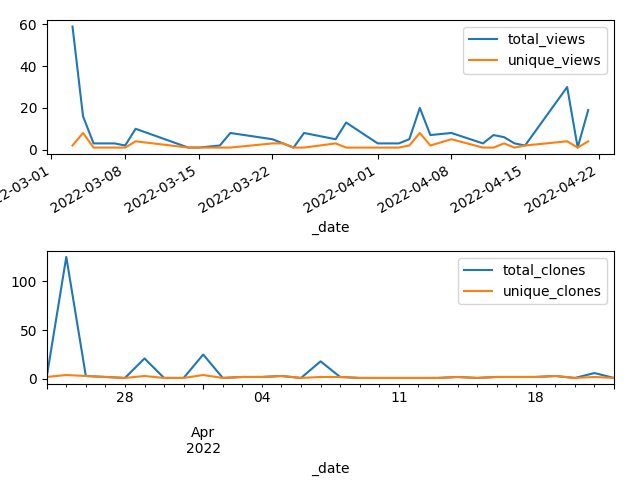 60
40
20
0
total_views
unique_views
22-03-01
2022-03-08
2022-03-15
2022-03-22
2022-04-01
2022-04-08
2022-04-15
2022-04-22
_date
100
50
0
total_clones
unique_clones
28
04
11
18
Apr
2022
_date